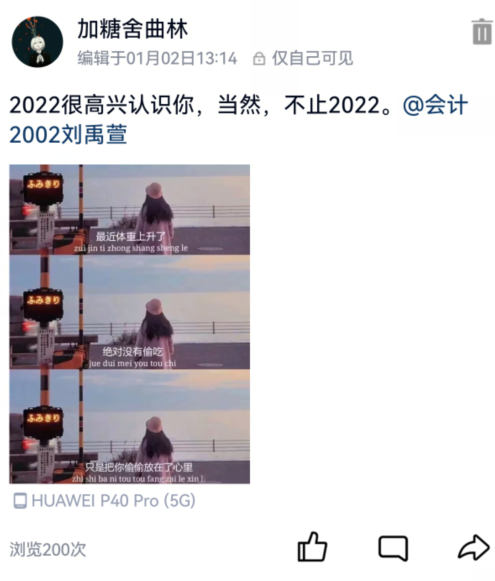 加糖舍曲林
编辑于01月02日13:14 仅自己可见
2022很高兴认识你，当然，不止2022。@会计
2002刘禹萱
ふみきり
最近体重上升了
zui jin ti zhong shang sheng le
ふみきり
绝对没有偷吃
jue dui mei you tou chi
ふみきり
只是把你偷偷放在了心里
zhi shi ba ni tou tou fang zai le xin l
HUAWEI P40 Pro (5G)
浏览200次